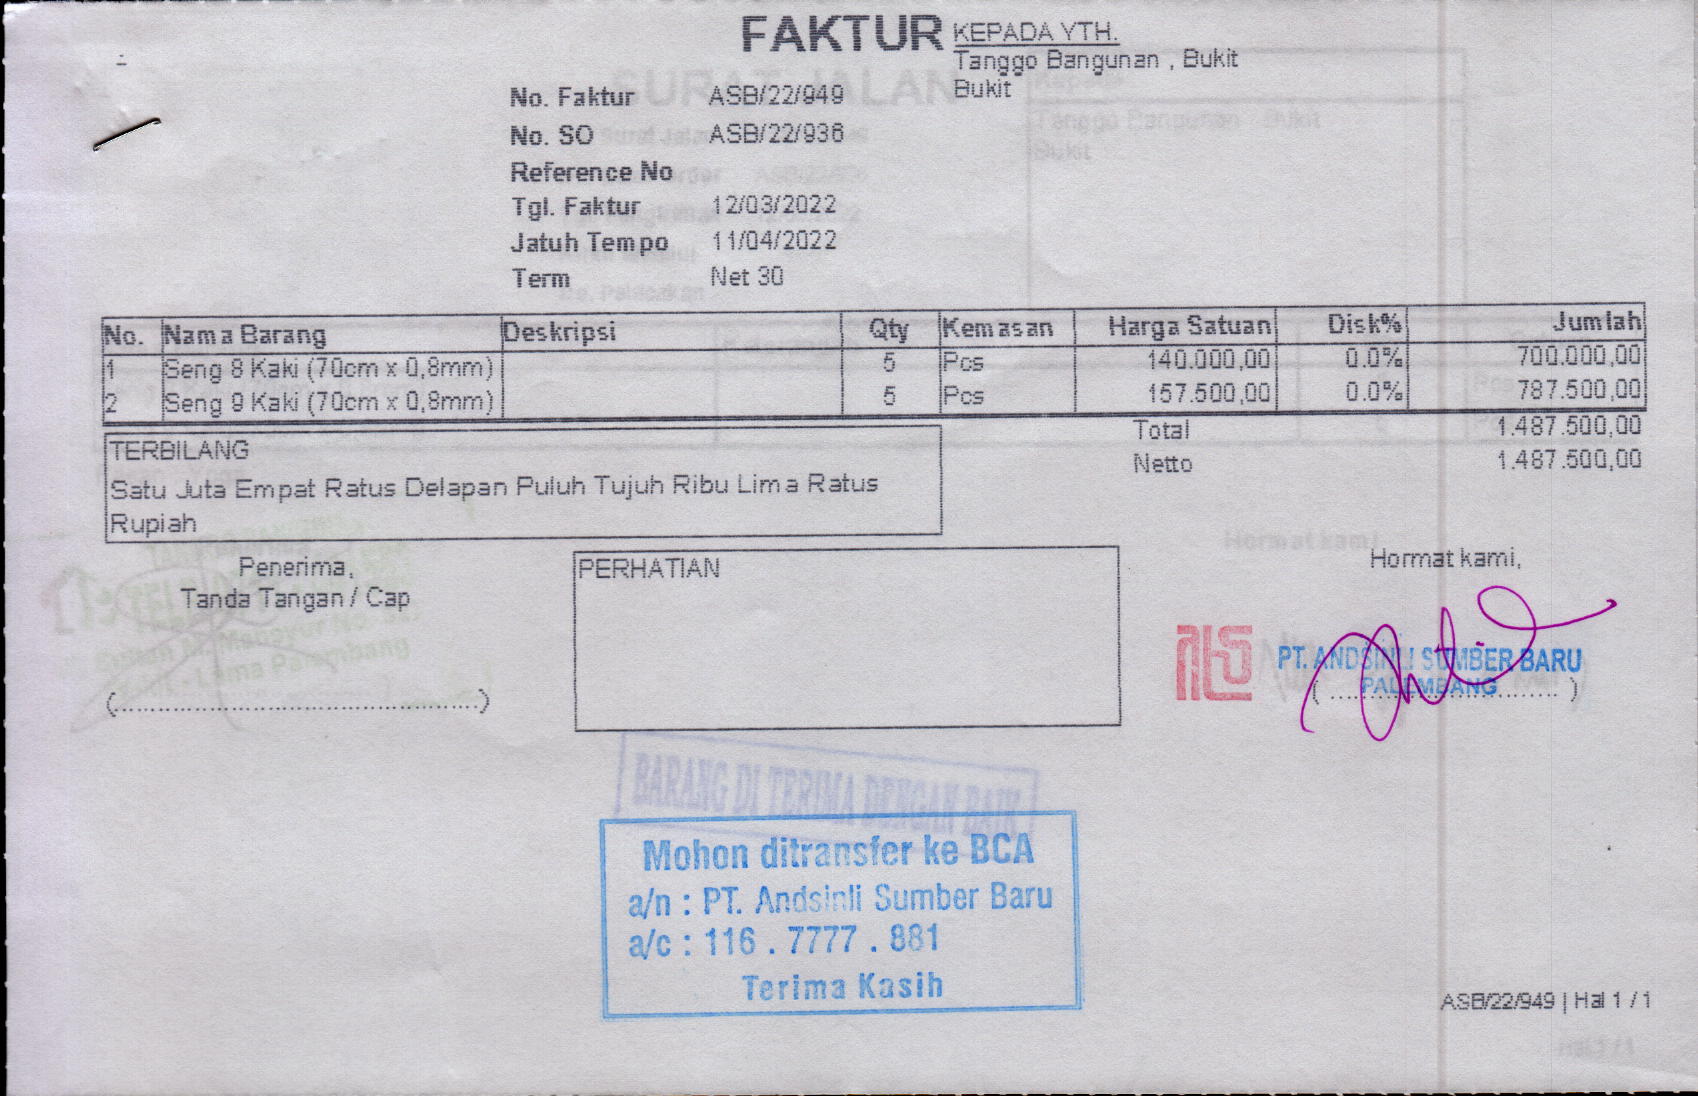 FAKTUR
KEPADA YTH.
Tanggo Bangunan , Bukit
Bukit
No. Faktur ASB/22/949
No. SO ASB/22/936
Reference No
Tgl. Faktur 12/03/2022
Jatuh Tempo 11/04/2022
Term Net 30
No. Nama Barang Deskripsi Qty Kemasan Harga Satuan Disk% Jumlah
1 Seng 8 Kaki (70cm x 0,8mm) 5 Pcs 140.000,00 0.0% 700.000,00
2 Seng 9 Kaki (70cm x 0,8mm) 5 Pcs 157.500,00 0.0% 787.500,00
Total 1.487.500,00
Netto 1.487.500,00
TERBILANG
Satu Juta Empat Ratus Delapan Puluh Tujuh Ribu Lima Ratus
Rupiah
Penerima,
Tanda Tangan / Cap
PERHATIAN
Hormat kami,
PT. ANDSINLI SUMBER BARU
PALEMBANG
BARANG DI TERIMA DENGAN BAIK
Mohon ditransfer ke BCA
a/n : PT. Andsinli Sumber Baru
a/c : 116 . 7777 . 881
Terima Kasih
ASB/22/949 | Hal 1 / 1